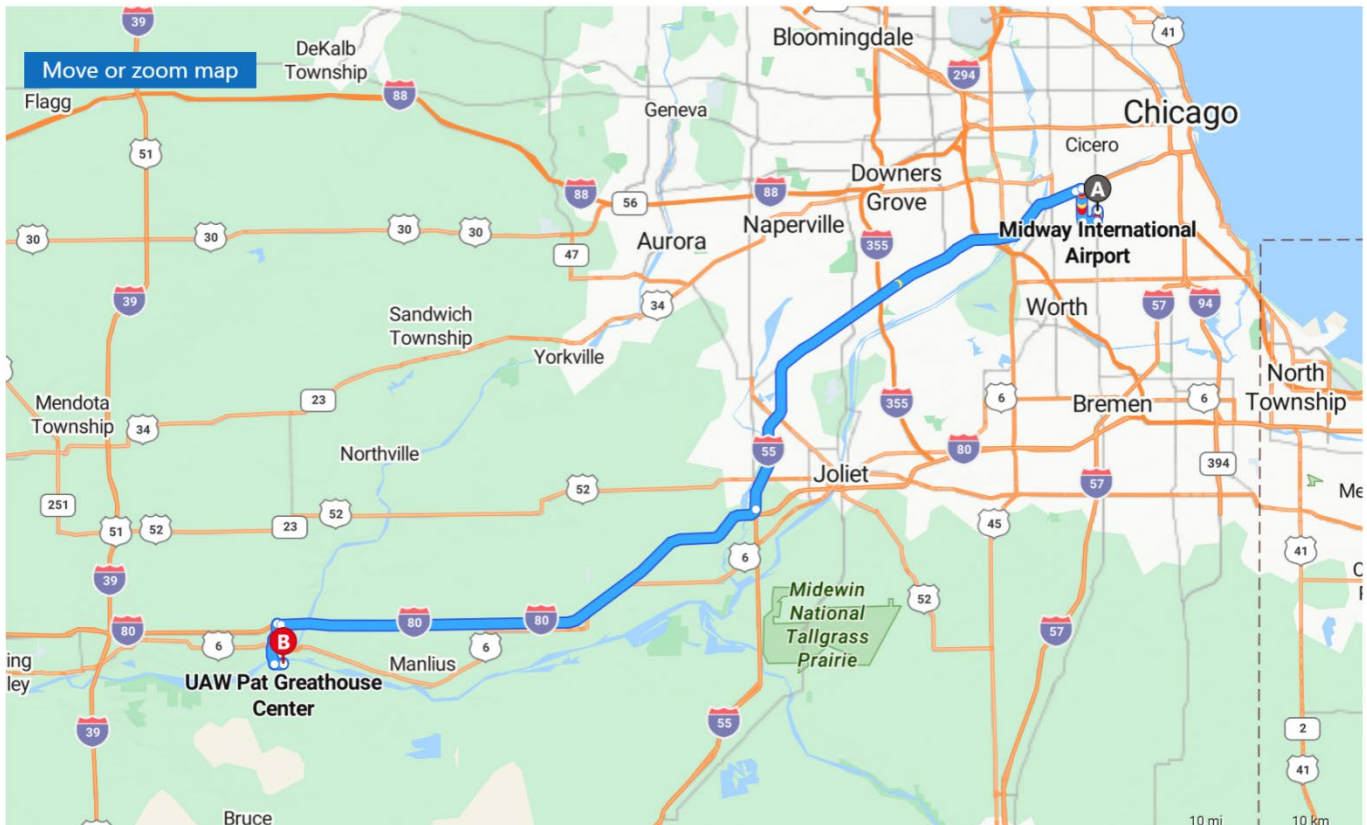 39
41
Bloomingdale
DeKalb
Township
Move or zoom map
294
Flagg
88
Geneva
Chicago
51
Cicero
Downers
Grove
88
88
56
A
30
30
30
30
Naperville
Aurora
Midway International
Airport
355
47
39
34
57
94
Worth
Sandwich
Township
Yorkville
North
Township
23
355
6
6
Mendota
Township
Bremen
34
55
80
Northville
Joliet
394
57
52
Me
251
52
23
52
51
45
41
6
39
Midewin
National
Tallgrass
Prairie
52
80
80
80
57
6
B
6
ing
ley
Manlius
UAW Pat Greathouse
Center
39
55
2
41
Bruce
10 mi
10 km